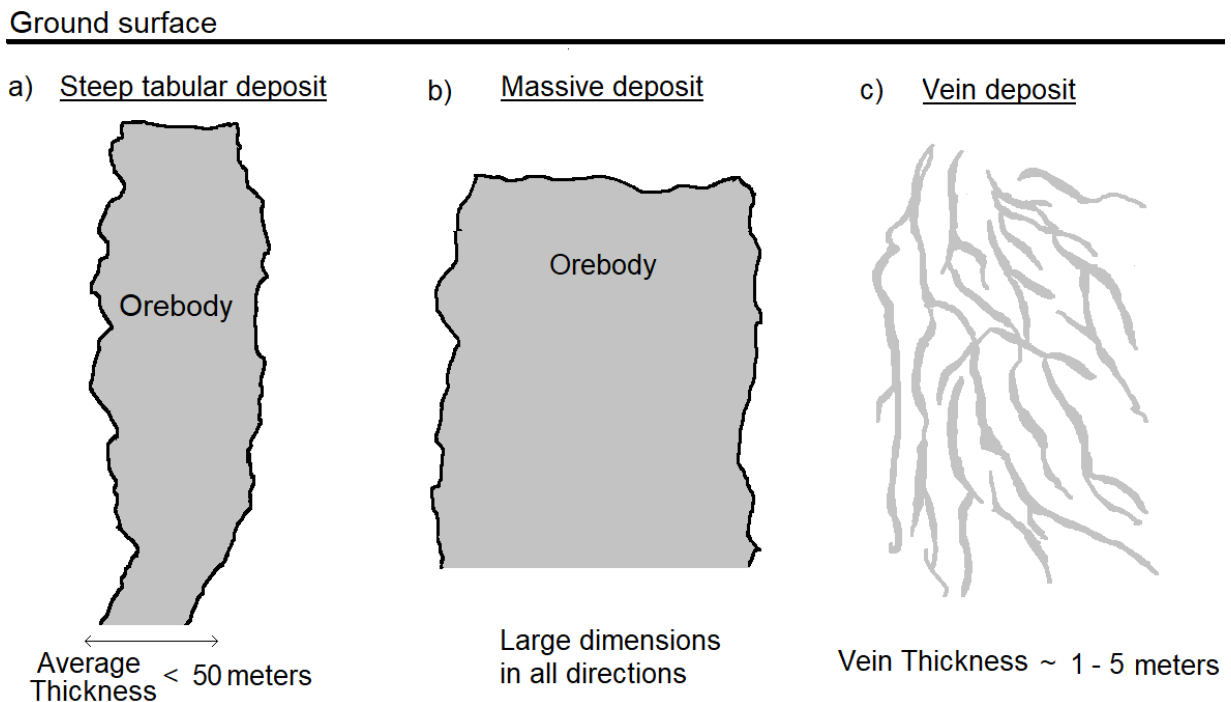 Ground surface
a) Steep tabular deposit
b) Massive deposit
c) Vein deposit
Orebody
Orebody
Average
Thickness < 50 meters
Large dimensions
in all directions
Vein Thickness ~ 1 - 5 meters